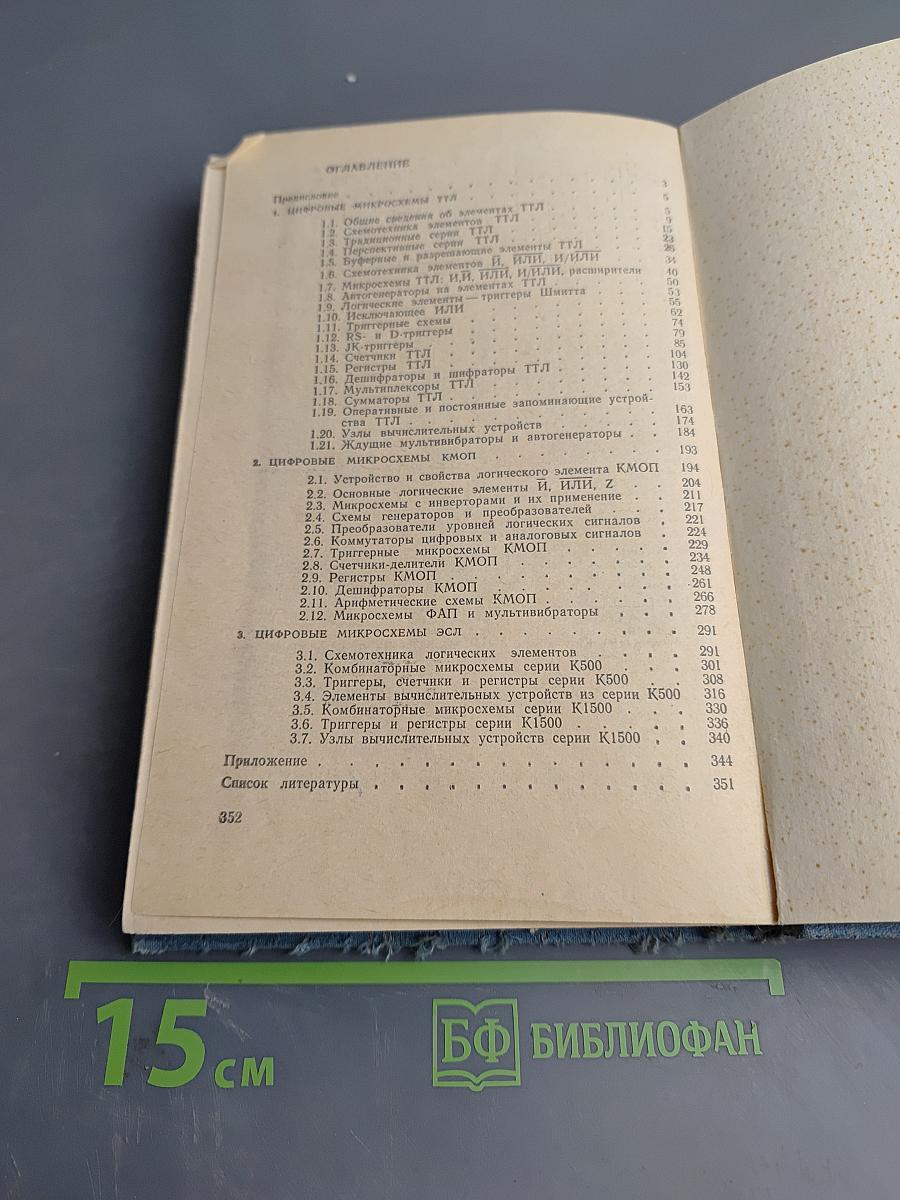 ОГЛАВЛЕНИЕ
Предисловие . . . . . . . . . . . 3
1. ЦИФРОВЫЕ МИКРОСХЕМЫ ТТЛ . . . . . . 5
1.1. Общие сведения об элементах ТТЛ . . . . 5
1.2. Схемотехника элементов ТТЛ . . . . . 9
1.3. Традиционные серии ТТЛ . . . . . 15
1.4. Перспективные серии ТТЛ . . . . . 23
1.5. Буферные и разрешающие элементы ТТЛ . . 26
1.6. Схемотехника элементов И̅, И̅Л̅И̅, И̅/И̅Л̅И̅ . . 34
1.7. Микросхемы ТТЛ: И,И̅, И̅Л̅И̅, И/ИЛИ, расширители 40
1.8. Автогенераторы на элементах ТТЛ . . . . 50
1.9. Логические элементы — триггеры Шмитта . . 53
1.10. Исключающее ИЛИ . . . . . . 55
1.11. Триггерные схемы . . . . . . 62
1.12. RS- и D-триггеры . . . . . . 74
1.13. JK-триггеры . . . . . . . 79
1.14. Счетчики ТТЛ . . . . . . . 85
1.15. Регистры ТТЛ . . . . . . . 104
1.16. Дешифраторы и шифраторы ТТЛ . . . . 130
1.17. Мультиплексоры ТТЛ . . . . . . 142
1.18. Сумматоры ТТЛ . . . . . . . 153
1.19. Оперативные и постоянные запоминающие устрой-
ства ТТЛ . . . . . . . . 163
1.20. Узлы вычислительных устройств . . . . 174
1.21. Ждущие мультивибраторы и автогенераторы . . 184
2. ЦИФРОВЫЕ МИКРОСХЕМЫ КМОП . . . . . . 193
2.1. Устройство и свойства логического элемента КМОП 194
2.2. Основные логические элементы И̅, И̅Л̅И̅, Z . . 204
2.3. Микросхемы с инверторами и их применение . . 211
2.4. Схемы генераторов и преобразователей . . . 217
2.5. Преобразователи уровней логических сигналов . 221
2.6. Коммутаторы цифровых и аналоговых сигналов . 224
2.7. Триггерные микросхемы КМОП . . . . . 229
2.8. Счетчики-делители КМОП . . . . . . 234
2.9. Регистры КМОП . . . . . . . 248
2.10. Дешифраторы КМОП . . . . . . 261
2.11. Арифметические схемы КМОП . . . . . 266
2.12. Микросхемы ФАП и мультивибраторы . . . 278
3. ЦИФРОВЫЕ МИКРОСХЕМЫ ЭСЛ . . . . . . . 291
3.1. Схемотехника логических элементов . . . . 291
3.2. Комбинаторные микросхемы серии К500 . . . 301
3.3. Триггеры, счетчики и регистры серии К500 . . 308
3.4. Элементы вычислительных устройств из серии К500 316
3.5. Комбинаторные микросхемы серии К1500 . . . 330
3.6. Триггеры и регистры серии К1500 . . . . . 336
3.7. Узлы вычислительных устройств серии К1500 . . 340
Приложение . . . . . . . . . . . . . 344
Список литературы . . . . . . . . . . . . 351
352
15 см
БФ БИБЛИОФАН